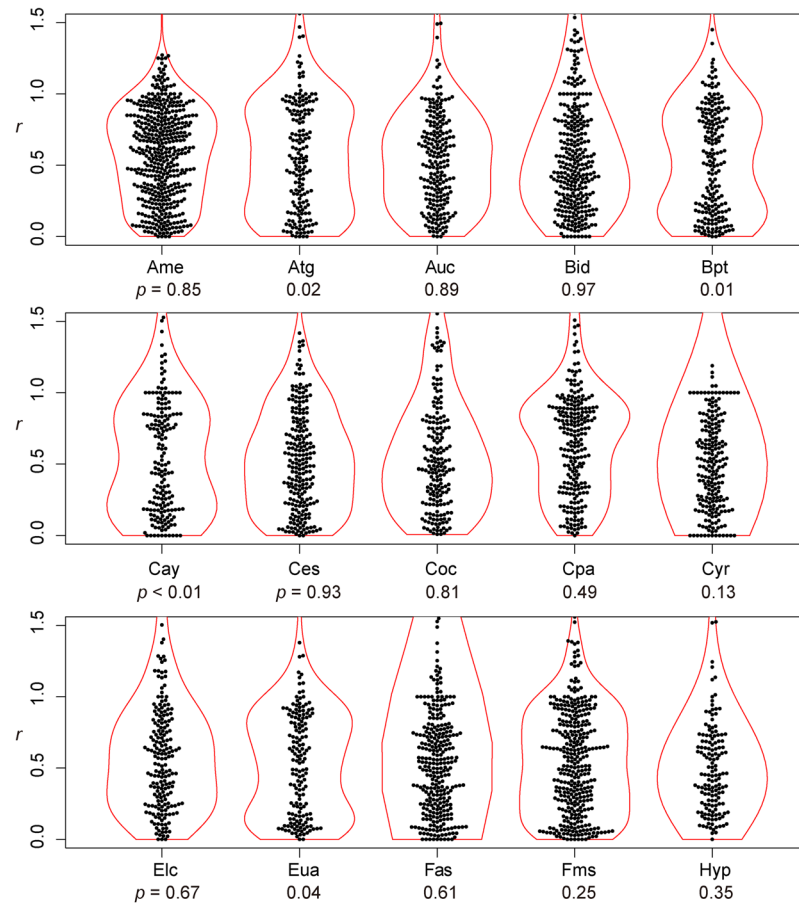 1.5
1.0
r
0.5
0.0
Ame Atg Auc Bid Bpt
p = 0.85 0.02 0.89 0.97 0.01
1.5
1.0
r
0.5
0.0
Cay Ces Coc Cpa Cyr
p < 0.01 p = 0.93 0.81 0.49 0.13
1.5
1.0
r
0.5
0.0
Elc Eua Fas Fms Hyp
p = 0.67 0.04 0.61 0.25 0.35